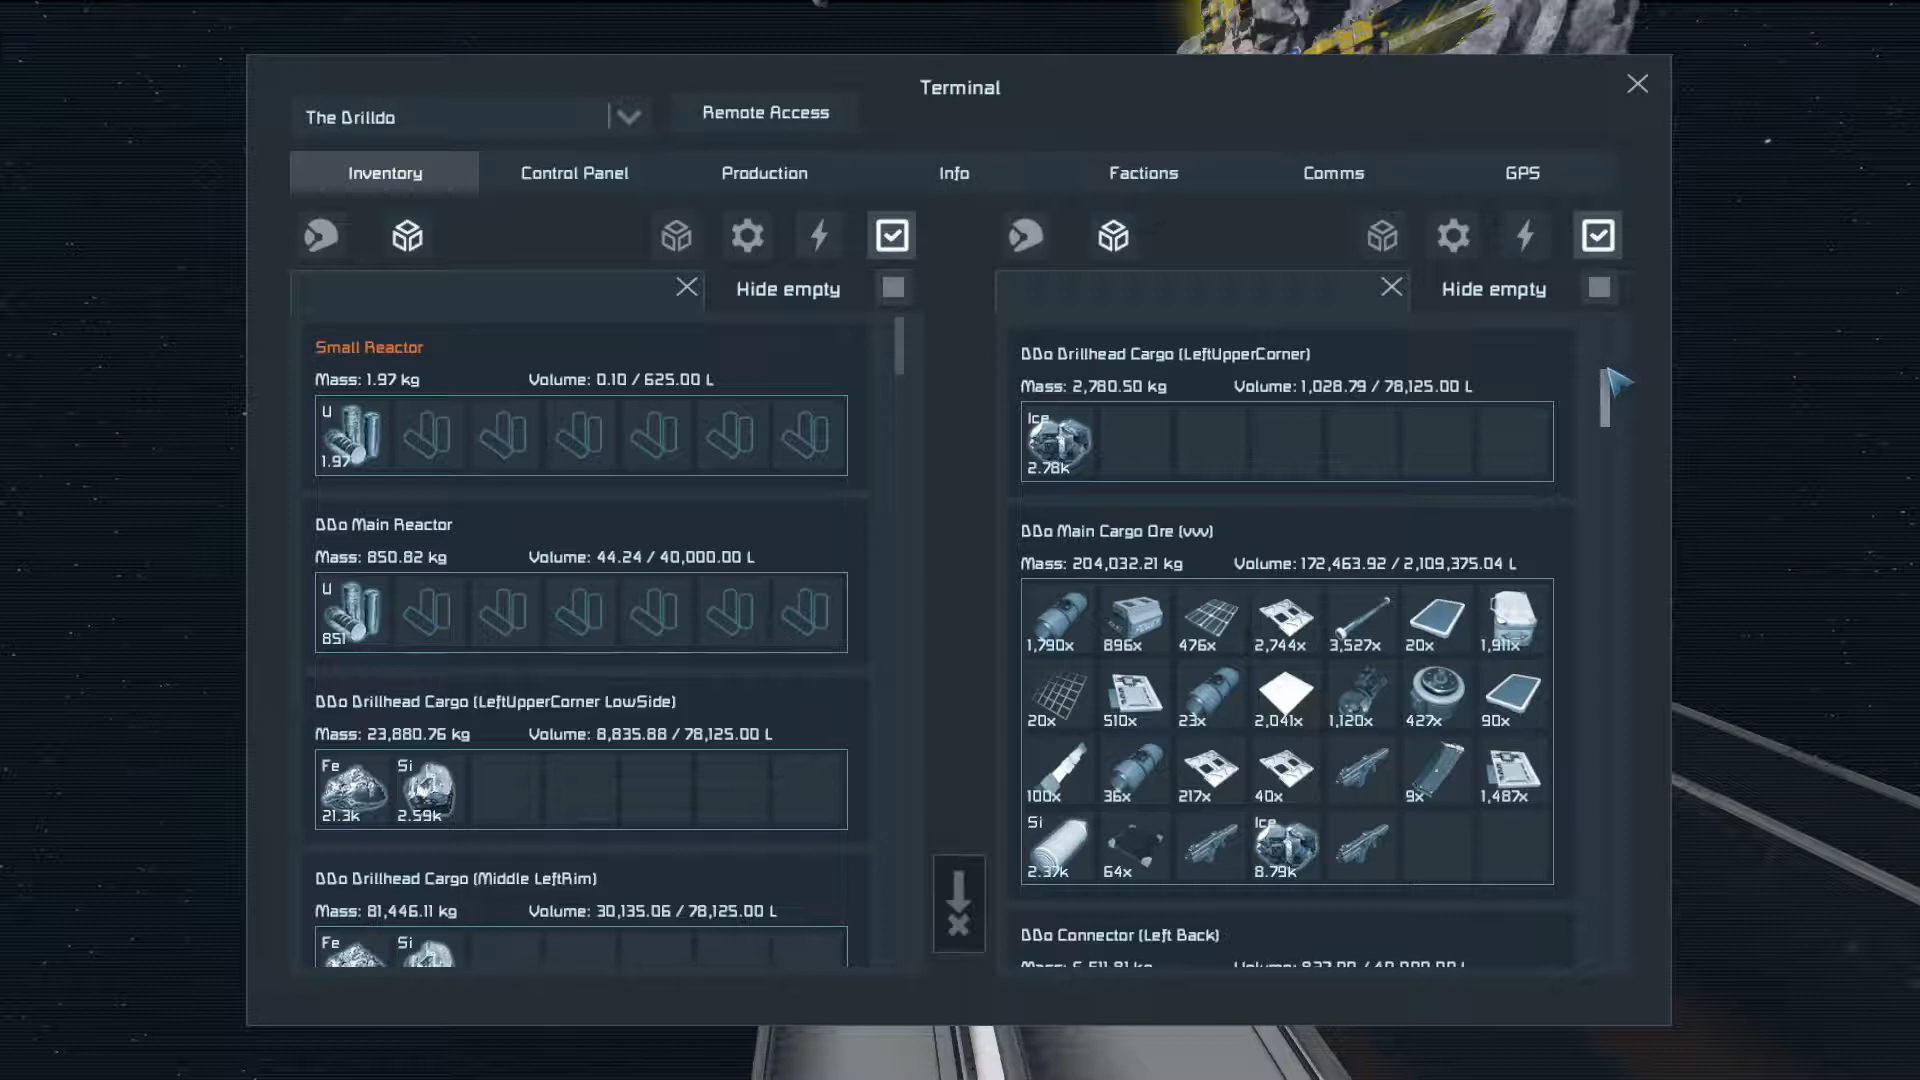 Terminal
The Drilldo
Remote Access
Inventory
Control Panel
Production
Info
Factions
Comms
GPS
Hide empty
Small Reactor
Mass: 1.97 kg
Volume: 0.10 / 625.00 L
U
1.97
DDo Main Reactor
Mass: 850.82 kg
Volume: 44.24 / 40,000.00 L
U
851
DDo Drillhead Cargo (LeftUpperCorner LowSide)
Mass: 23,880.76 kg
Volume: 8,835.88 / 78,125.00 L
Fe
Si
21.3k
2.59k
DDo Drillhead Cargo (Middle LeftRim)
Mass: 81,446.11 kg
Volume: 30,135.06 / 78,125.00 L
Fe
Si
Hide empty
DDo Drillhead Cargo (LeftUpperCorner)
Mass: 2,780.50 kg
Volume: 1,028.79 / 78,125.00 L
Ice
2.78k
DDo Main Cargo Ore (vvv)
Mass: 204,032.21 kg
Volume: 172,463.92 / 2,109,375.04 L
1,790x
896x
476x
2,744x
3,527x
20x
1,911x
20x
510x
23x
2,041x
1,120x
427x
90x
100x
36x
217x
40x
9x
1,487x
Si
Ice
2.37k
64x
8.79k
DDo Connector (Left Back)